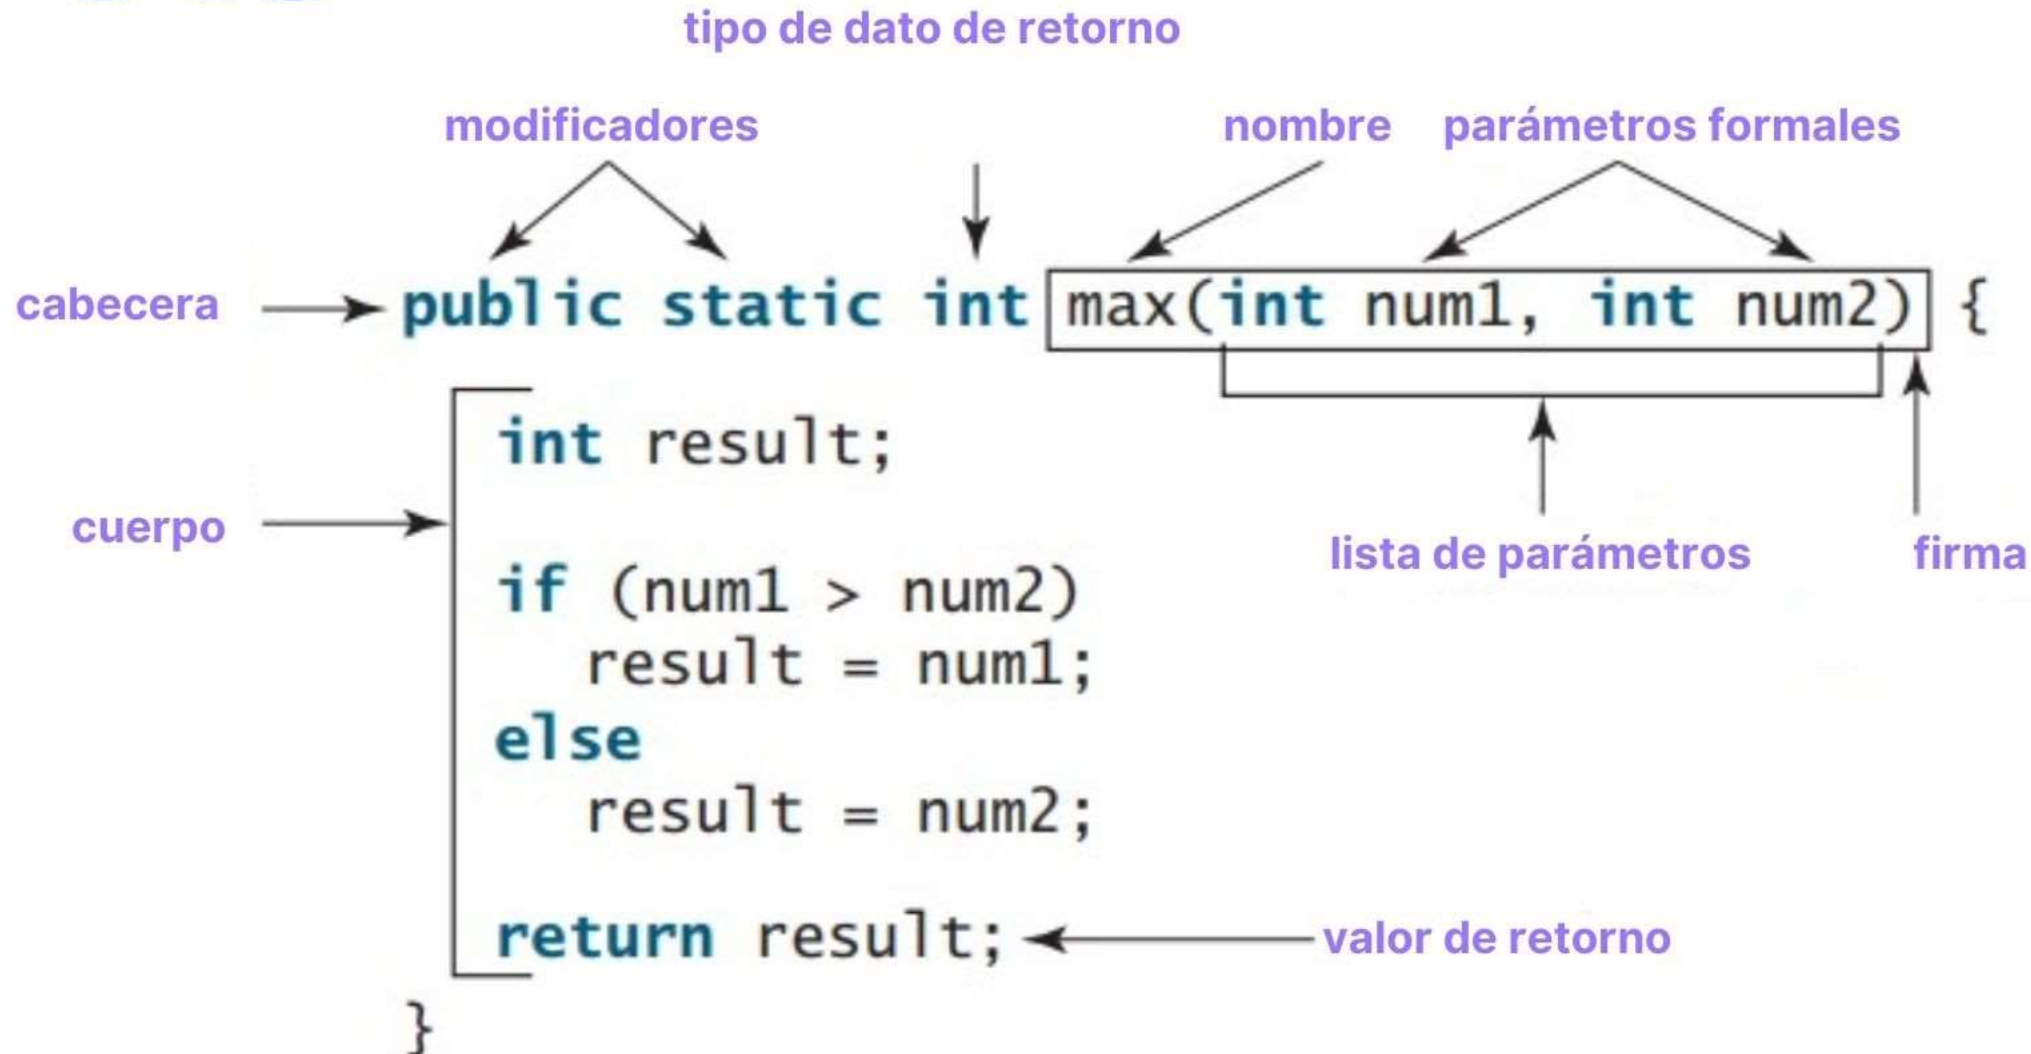 tipo de dato de retorno
modificadores
nombre
parámetros formales
cabecera
public static int max(int num1, int num2) {
int result;
cuerpo
lista de parámetros
firma
if (num1 > num2)
result = num1;
else
result = num2;
return result;
valor de retorno
}